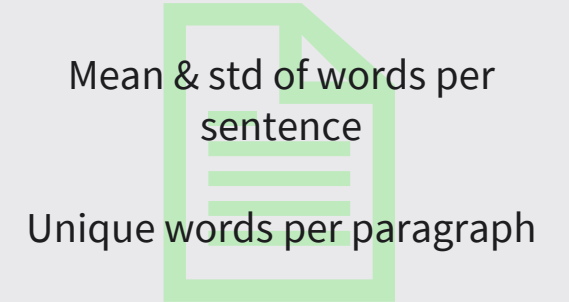 Mean & std of words per
sentence
Unique words per paragraph